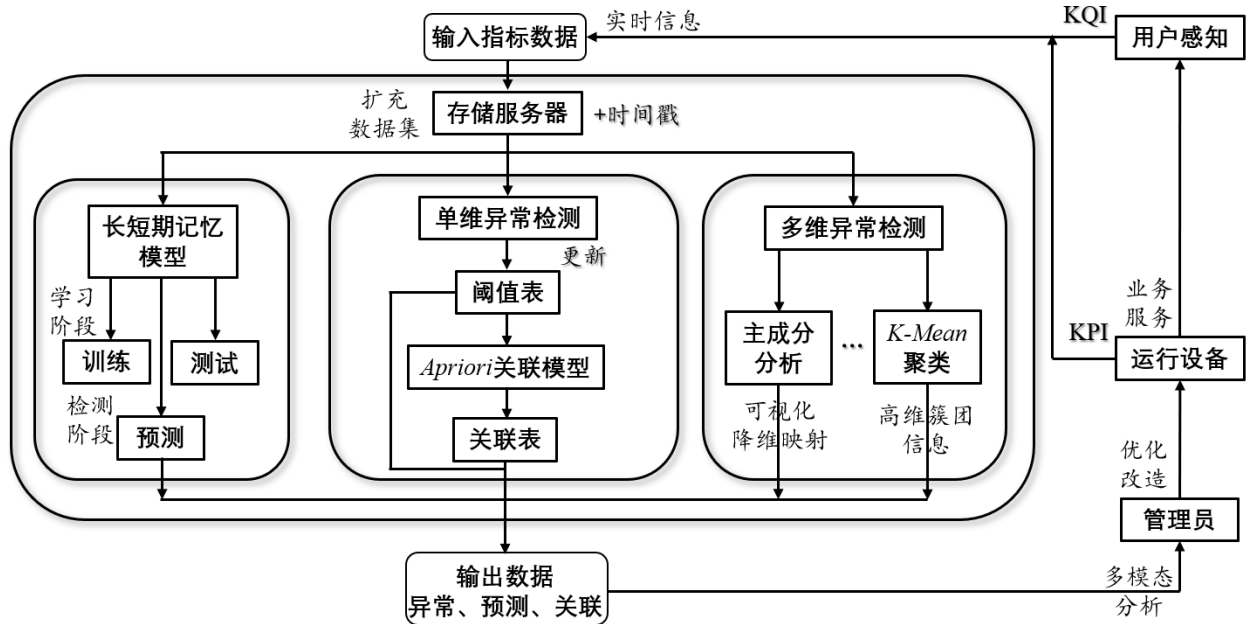 实时信息
KQI
输入指标数据
用户感知
扩充
数据集
存储服务器
+时间戳
长短期记忆
模型
单维异常检测
多维异常检测
更新
学习
阶段
阈值表
业务
服务
训练
测试
Apriori关联模型
主成分
分析
...
K-Mean
聚类
KPI
运行设备
检测
阶段
预测
关联表
可视化
降维映射
高维簇团
信息
优化
改造
管理员
输出数据
异常、预测、关联
多模态
分析